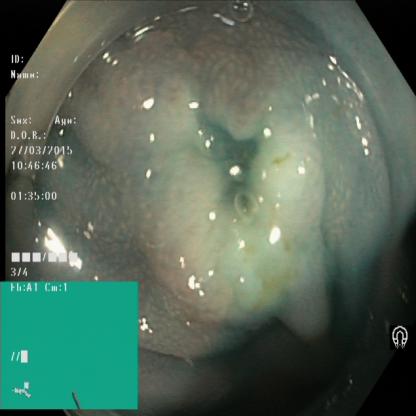 ID:
Name:
Sex: Age:
D.O.B.:
27/03/2015
10:46:46
01:35:00
3/4
Eh:A1 Cm:1
//